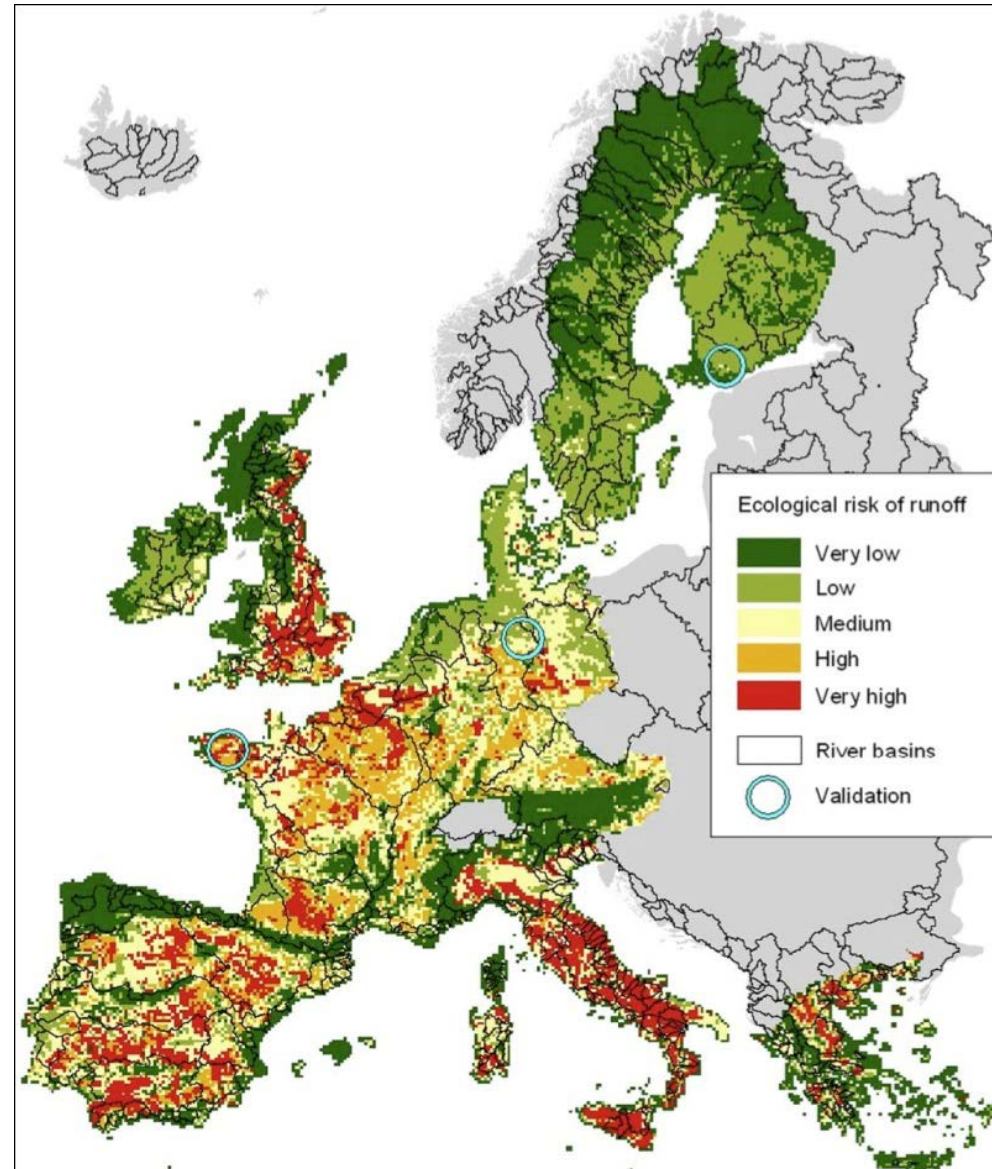 Ecological risk of runoff
Very low
Low
Medium
High
Very high
River basins
Validation